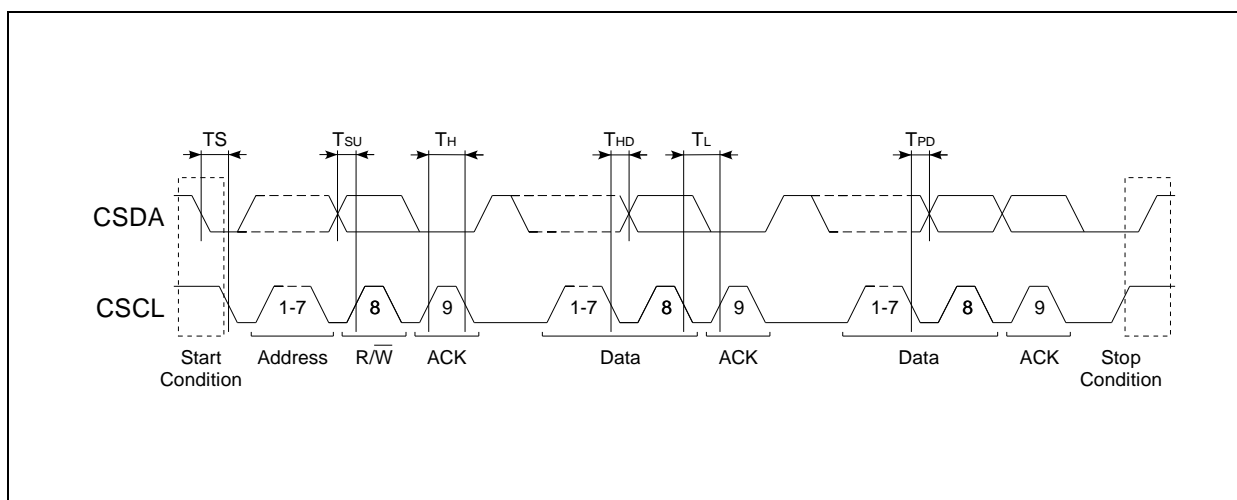 TS TSU TH THD TL TPD
CSDA
CSCL 1-7 8 9 1-7 8 9 1-7 8 9
Start Condition Address R/W̅ ACK Data ACK Data ACK Stop Condition